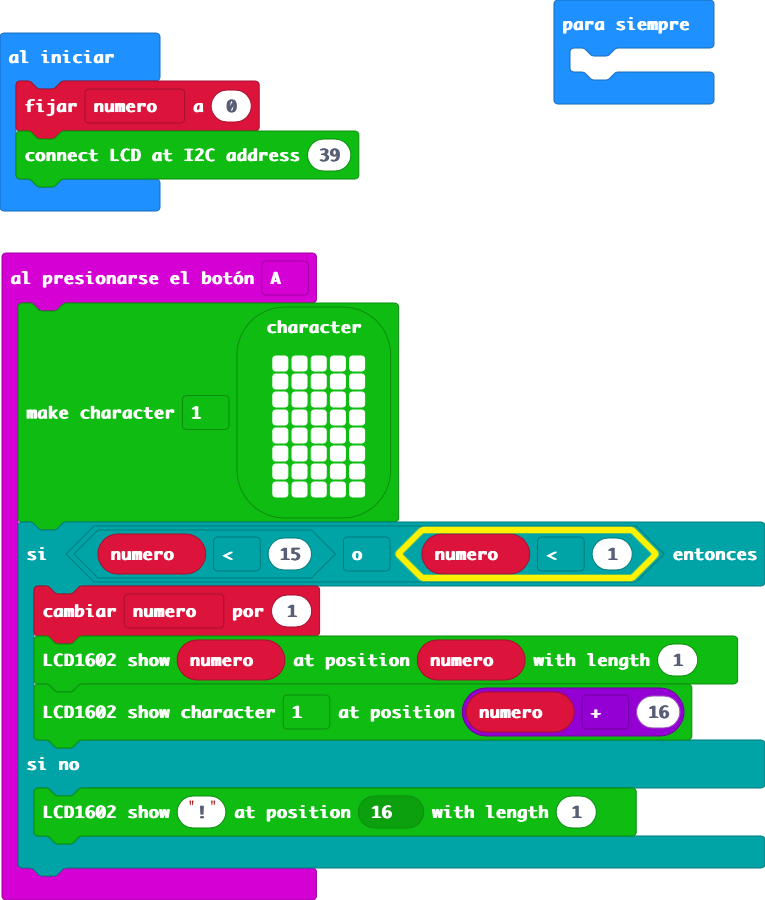 para siempre
al iniciar
fijar numero a 0
connect LCD at I2C address 39
al presionarse el botón A
character
make character 1
si numero < 15 o numero < 1 entonces
cambiar numero por 1
LCD1602 show numero at position numero with length 1
LCD1602 show character 1 at position numero + 16
si no
LCD1602 show "!" at position 16 with length 1